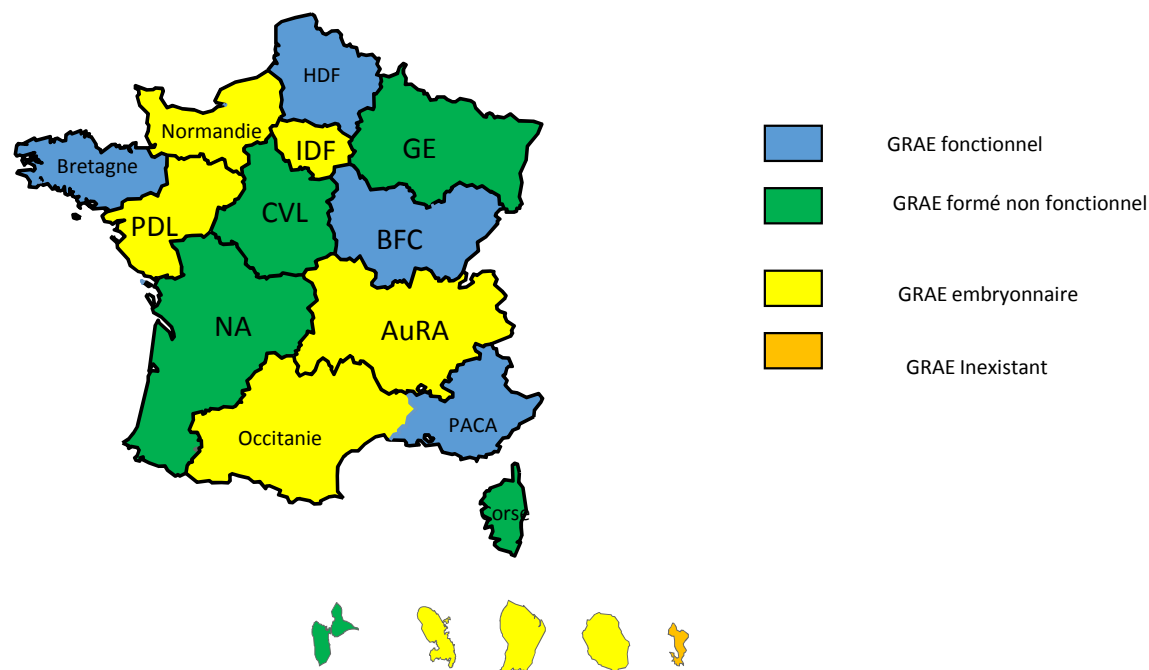 HDF
Normandie
IDF
GE
Bretagne
PDL
CVL
BFC
NA
AuRA
Occitanie
PACA
orse
GRAE fonctionnel
GRAE formé non fonctionnel
GRAE embryonnaire
GRAE Inexistant